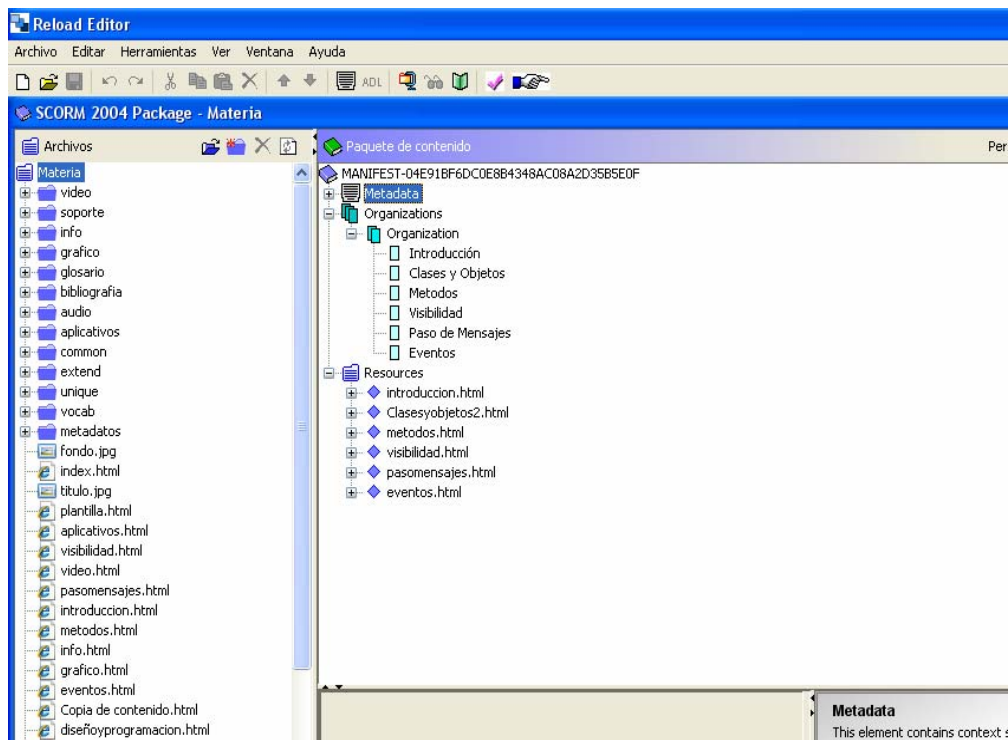 Reload Editor
Archivo Editar Herramientas Ver Ventana Ayuda
ADL
SCORM 2004 Package - Materia
Archivos
Materia
video
soporte
info
grafico
glosario
bibliografia
audio
aplicativos
common
extend
unique
vocab
metadatos
fondo.jpg
index.html
titulo.jpg
plantilla.html
aplicativos.html
visibilidad.html
video.html
pasomensajes.html
introduccion.html
metodos.html
info.html
grafico.html
eventos.html
Copia de contenido.html
diseñoyprogramacion.html
Paquete de contenido
Per
MANIFEST-04E91BF6DC0E8B4348AC08A2D35B5E0F
Metadata
Organizations
Organization
Introducción
Clases y Objetos
Metodos
Visibilidad
Paso de Mensajes
Eventos
Resources
introduccion.html
Clasesyobjetos2.html
metodos.html
visibilidad.html
pasomensajes.html
eventos.html
Metadata
This element contains context s